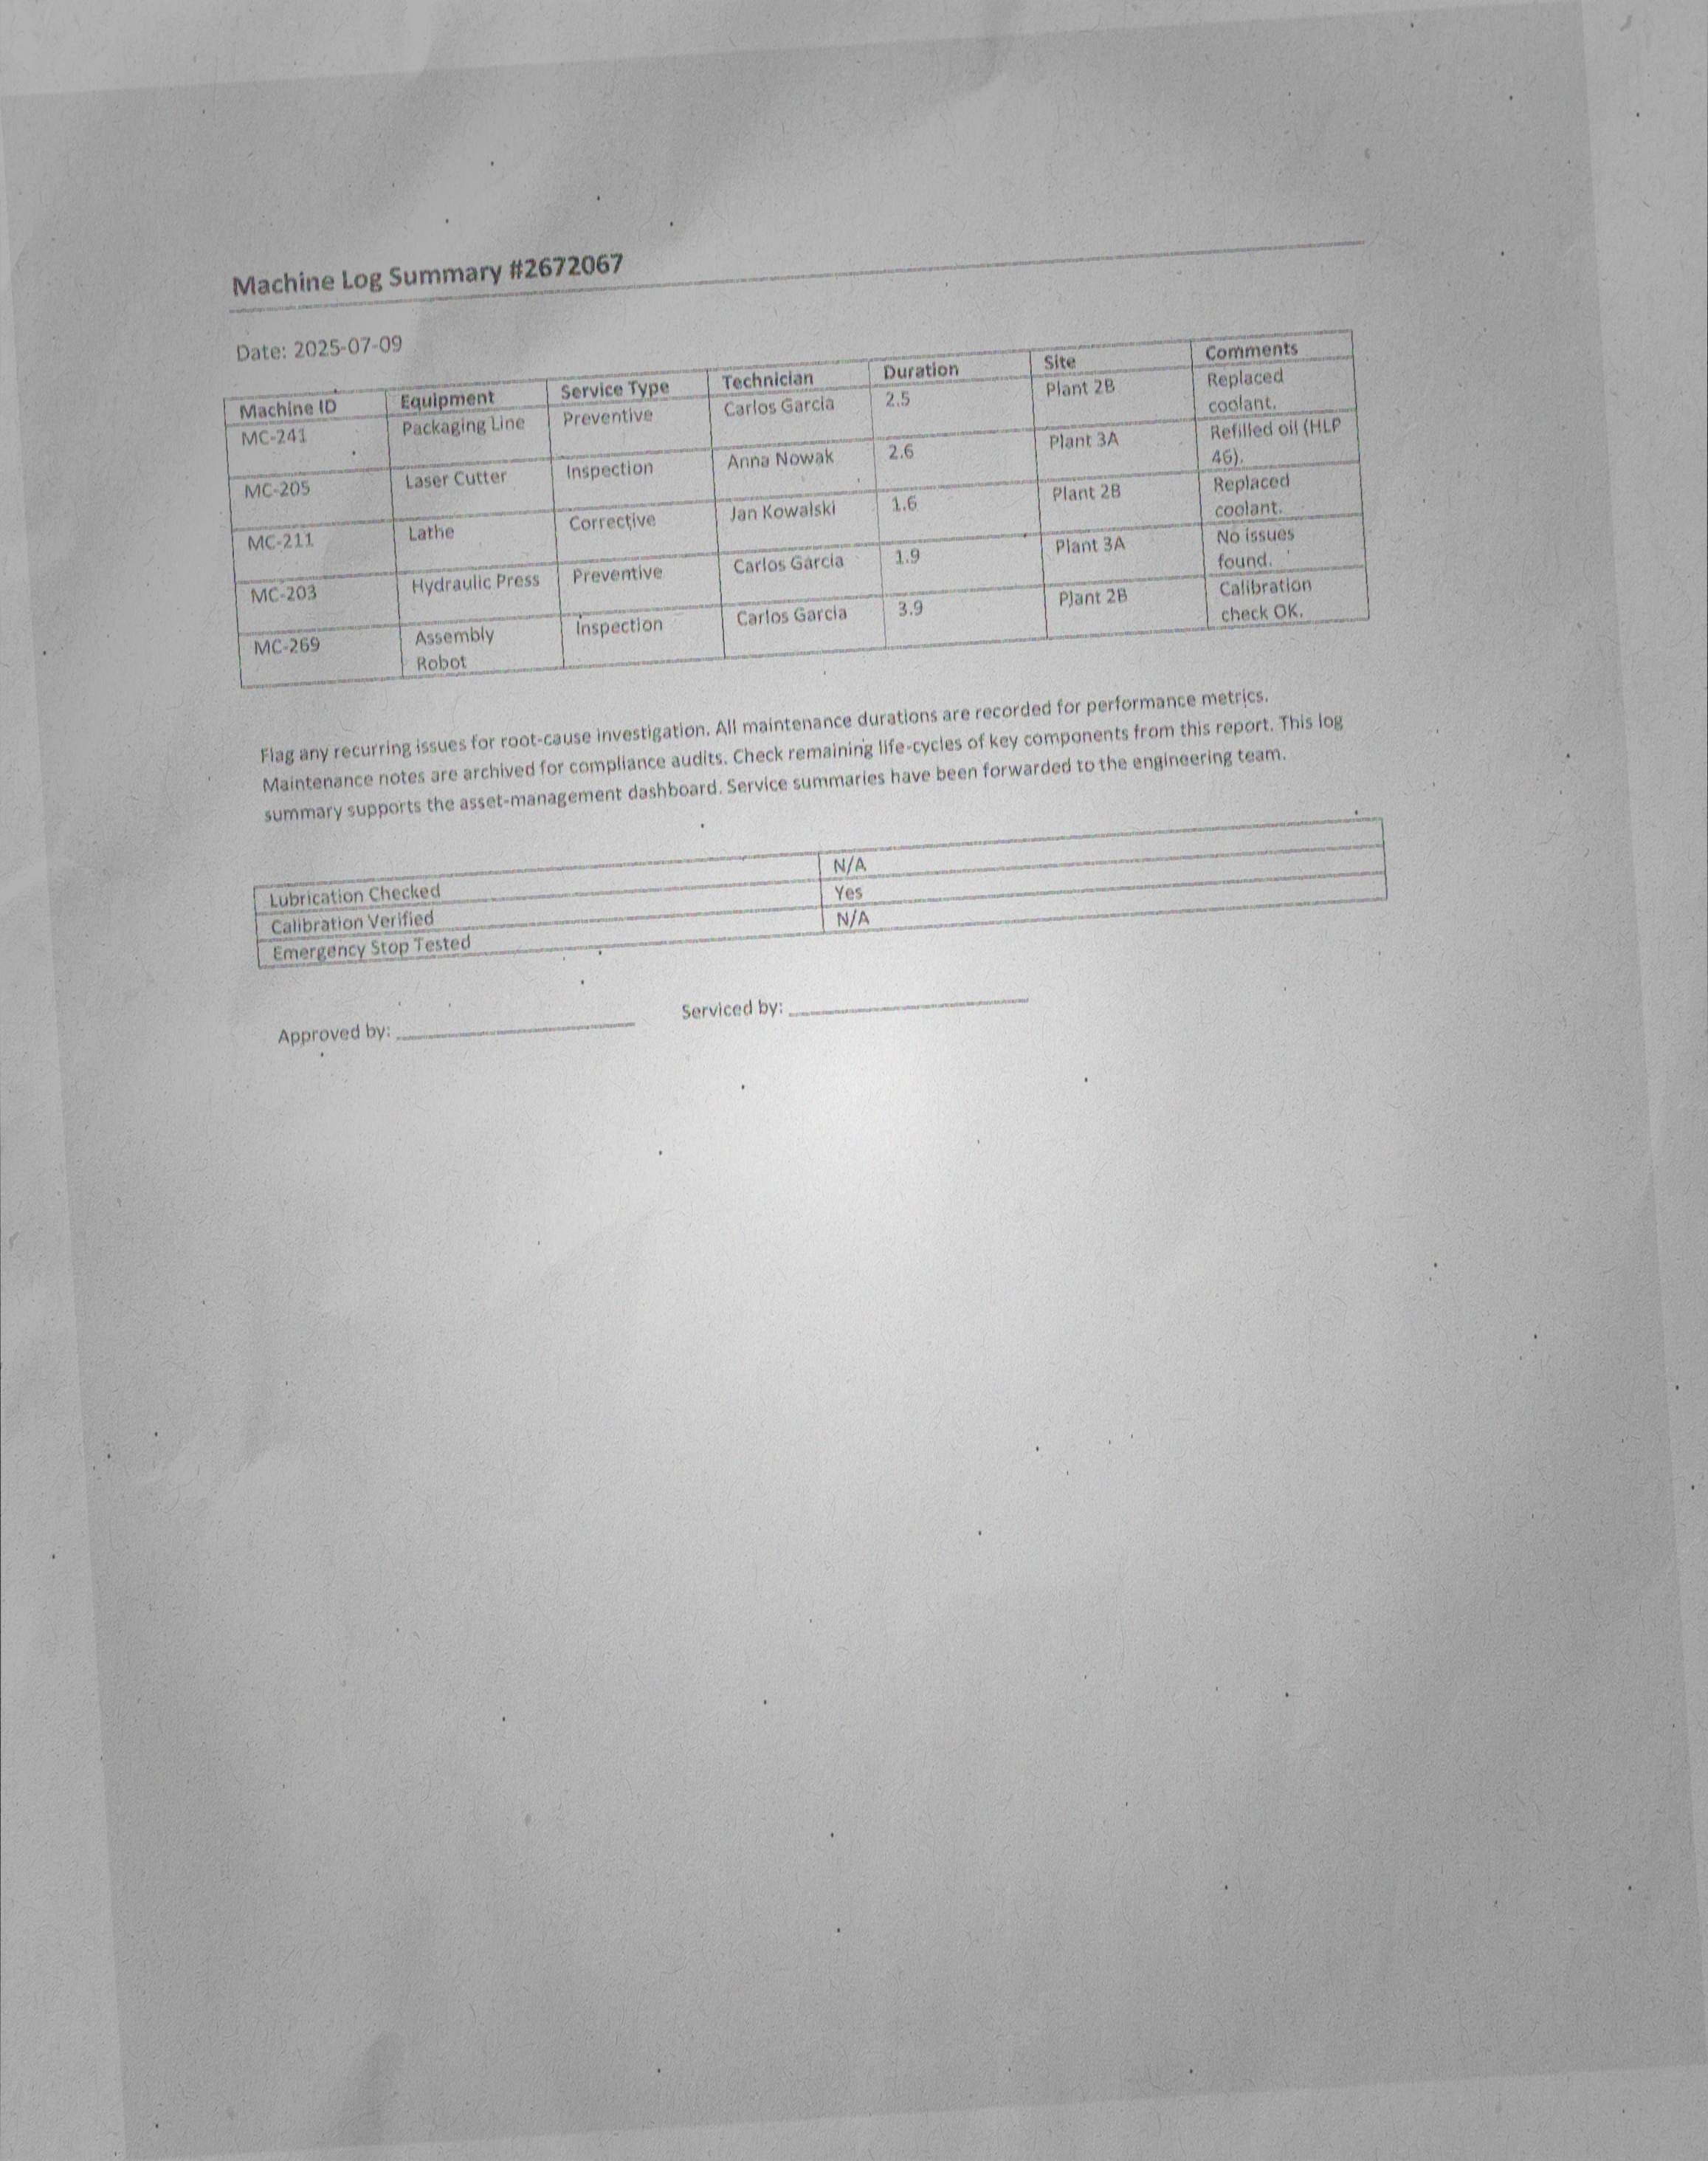 Machine Log Summary #2672067
Date: 2025-07-09
Machine ID Equipment Service Type Technician Duration Site Comments
MC-241 Packaging Line Preventive Carlos Garcia 2.5 Plant 2B Replaced
coolant.
MC-205 Laser Cutter Inspection Anna Nowak 2.6 Plant 3A Refilled oil (HLP
46).
MC-211 Lathe Corrective Jan Kowalski 1.6 Plant 2B Replaced
coolant.
MC-203 Hydraulic Press Preventive Carlos Garcia 1.9 Plant 3A No issues
found.
MC-269 Assembly Inspection Carlos Garcia 3.9 Plant 2B Calibration
Robot check OK.
Flag any recurring issues for root-cause investigation. All maintenance durations are recorded for performance metrics.
Maintenance notes are archived for compliance audits. Check remaining life-cycles of key components from this report. This log
summary supports the asset-management dashboard. Service summaries have been forwarded to the engineering team.
Lubrication Checked N/A
Calibration Verified Yes
Emergency Stop Tested N/A
Approved by: ____________________ Serviced by: ____________________